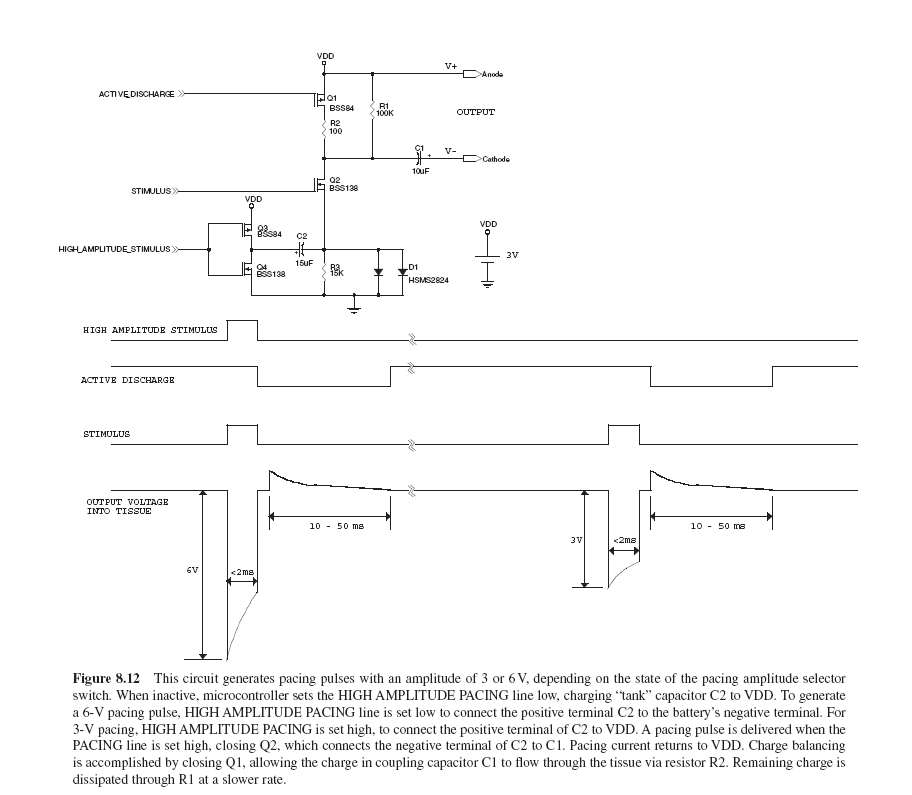 VDD
V+
Anode
ACTIVE_DISCHARGE
Q1
BSS84
R1
100K
OUTPUT
R2
100
C1
+
V-
Cathode
10uF
Q2
BSS138
STIMULUS
VDD
Q3
BSS84
VDD
C2
HIGH_AMPLITUDE_STIMULUS
+
15uF
3V
Q4
BSS138
R3
15K
D1
HSMS2824
HIGH AMPLITUDE STIMULUS
ACTIVE DISCHARGE
STIMULUS
OUTPUT VOLTAGE
INTO TISSUE
10 - 50 ms
10 - 50 ms
3V
<2ms
6V
<2ms
Figure 8.12 This circuit generates pacing pulses with an amplitude of 3 or 6 V, depending on the state of the pacing amplitude selector
switch. When inactive, microcontroller sets the HIGH AMPLITUDE PACING line low, charging “tank” capacitor C2 to VDD. To generate
a 6-V pacing pulse, HIGH AMPLITUDE PACING line is set low to connect the positive terminal C2 to the battery’s negative terminal. For
3-V pacing, HIGH AMPLITUDE PACING is set high, to connect the positive terminal of C2 to VDD. A pacing pulse is delivered when the
PACING line is set high, closing Q2, which connects the negative terminal of C2 to C1. Pacing current returns to VDD. Charge balancing
is accomplished by closing Q1, allowing the charge in coupling capacitor C1 to flow through the tissue via resistor R2. Remaining charge is
dissipated through R1 at a slower rate.